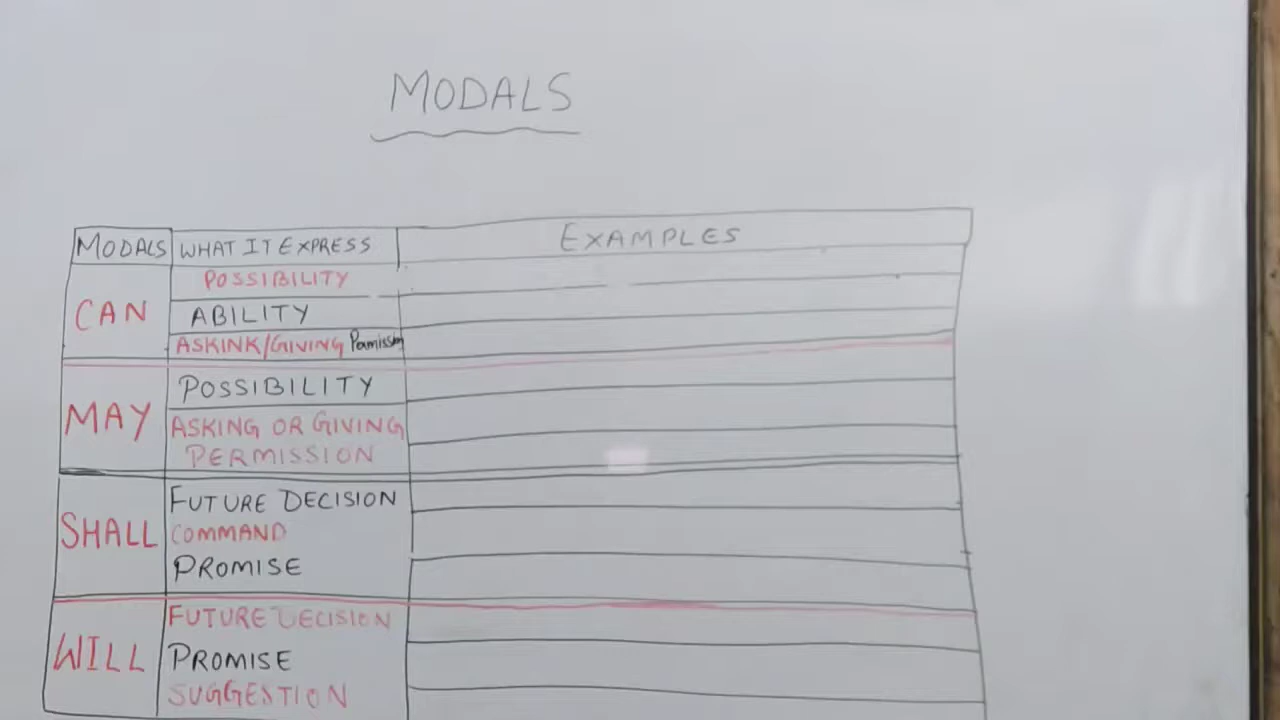 MODALS
MODALS WHAT IT EXPRESS EXAMPLES
CAN
POSSIBILITY
ABILITY
ASKINK/GIVING Permission
MAY
POSSIBILITY
ASKING OR GIVING
PERMISSION
SHALL
FUTURE DECISION
COMMAND
PROMISE
WILL
FUTURE DECISION
PROMISE
SUGGESTION